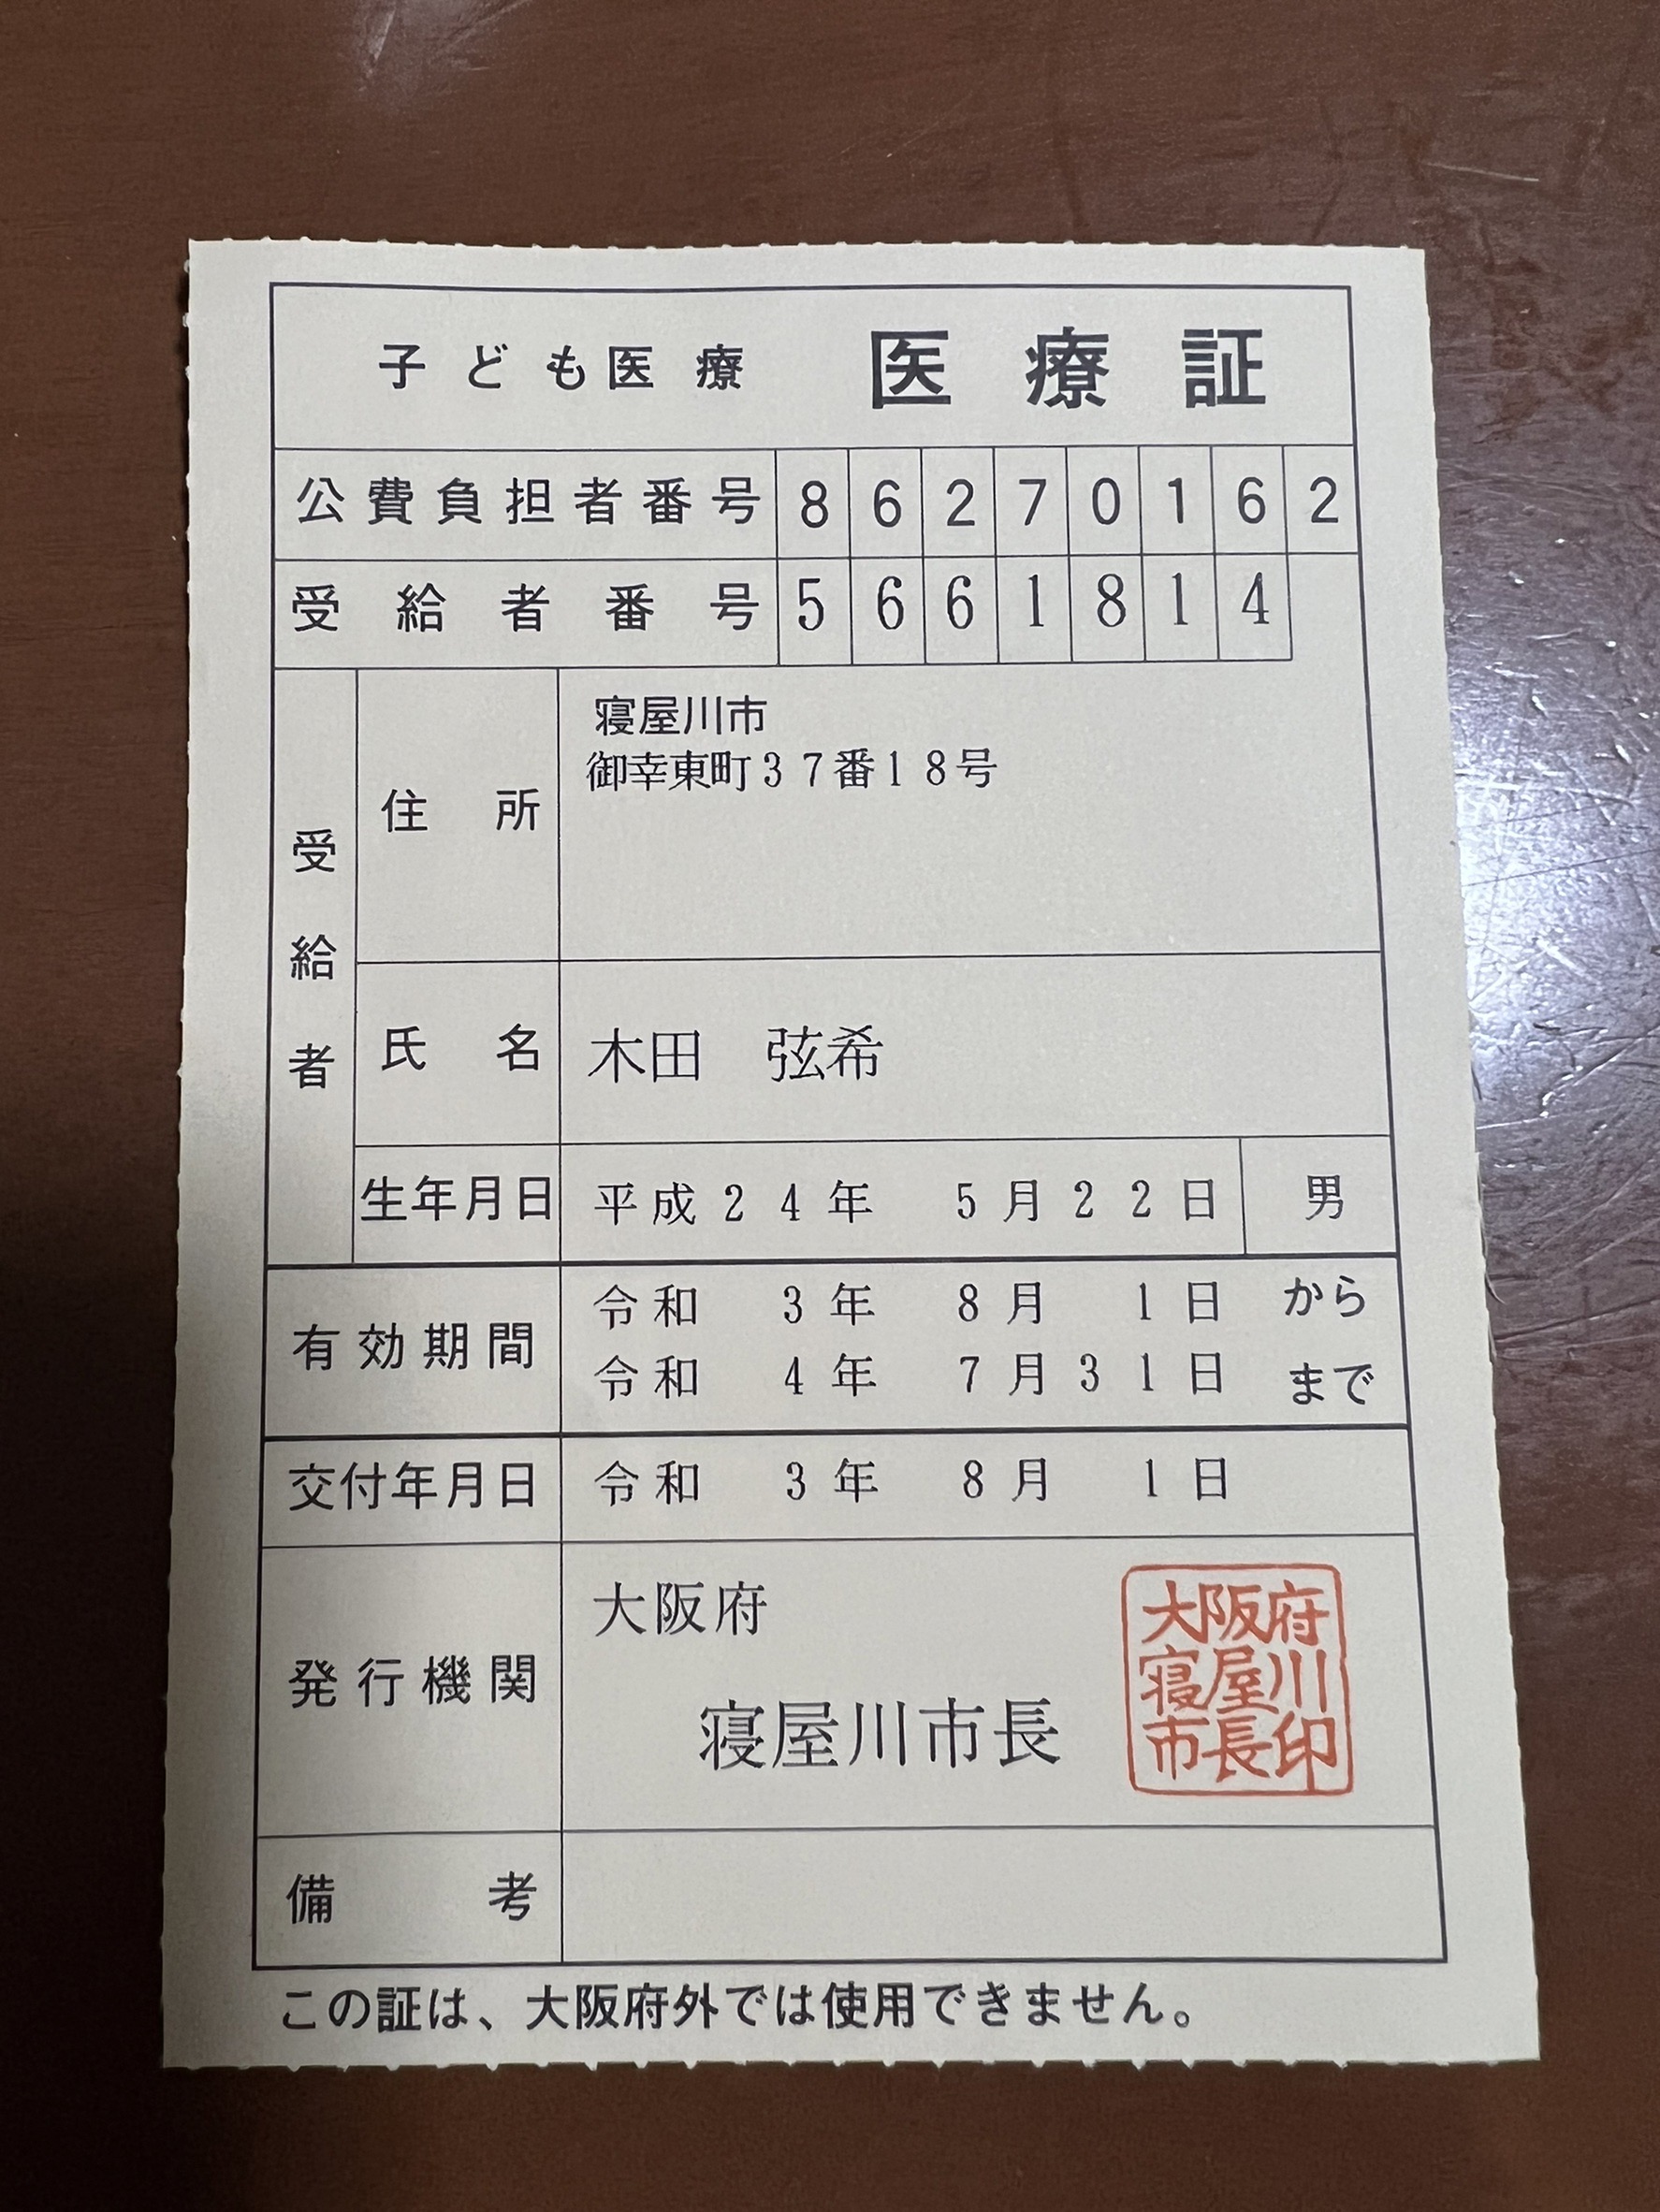 子ども医療 医療証
公費負担者番号 86270162
受給者番号 5661814
受給者
住所 寝屋川市
御幸東町37番18号
氏名 木田 弦希
生年月日 平成24年 5月22日 男
有効期間 令和 3年 8月 1日 から
令和 4年 7月31日 まで
交付年月日 令和 3年 8月 1日
発行機関 大阪府
寝屋川市長
大阪府
寝屋川
市長印
備考
この証は、大阪府外では使用できません。